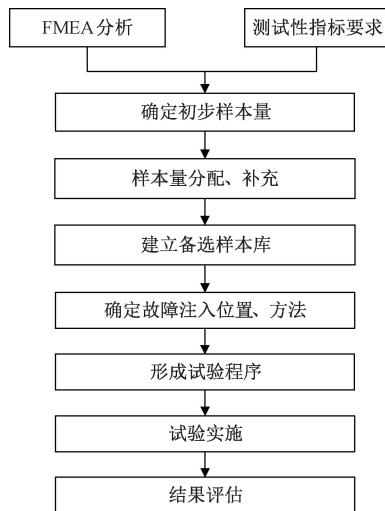 FMEA分析
测试性指标要求
确定初步样本量
样本量分配、补充
建立备选样本库
确定故障注入位置、方法
形成试验程序
试验实施
结果评估